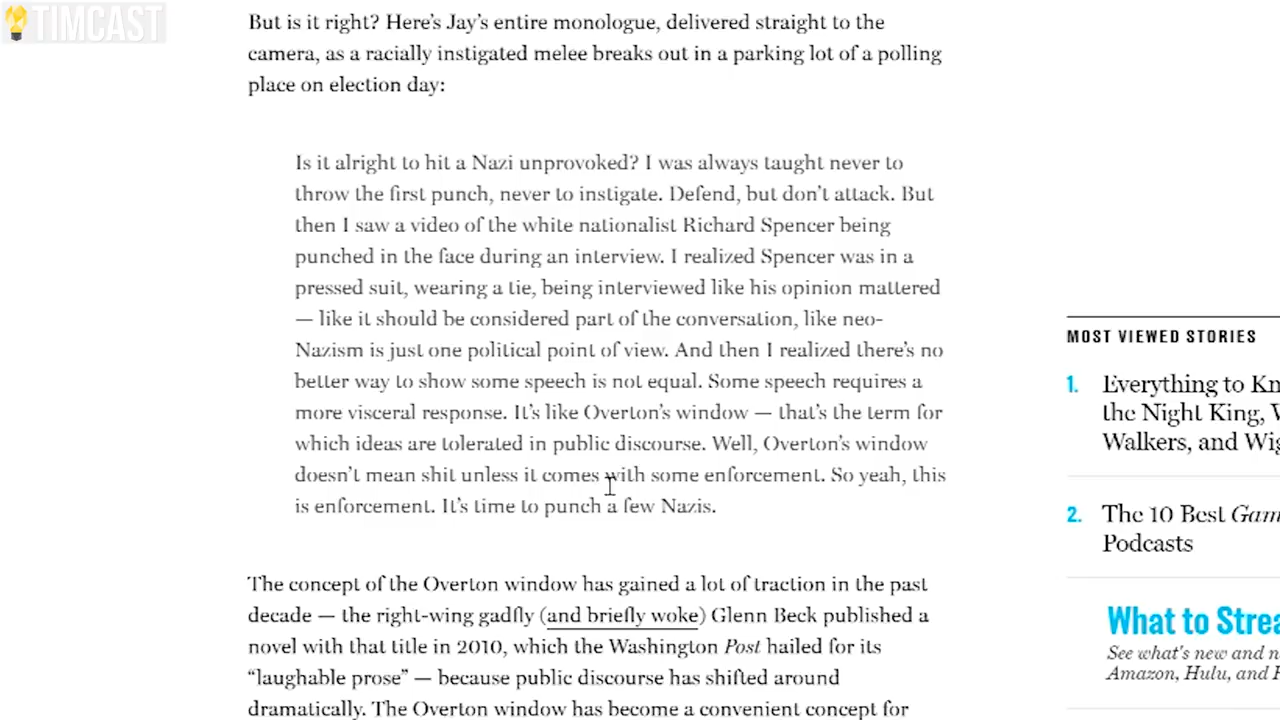 TIMCAST
But is it right? Here's Jay's entire monologue, delivered straight to the
camera, as a racially instigated melee breaks out in a parking lot of a polling
place on election day:
Is it alright to hit a Nazi unprovoked? I was always taught never to
throw the first punch, never to instigate. Defend, but don't attack. But
then I saw a video of the white nationalist Richard Spencer being
punched in the face during an interview. I realized Spencer was in a
pressed suit, wearing a tie, being interviewed like his opinion mattered
— like it should be considered part of the conversation, like neo-
Nazism is just one political point of view. And then I realized there's no
better way to show some speech is not equal. Some speech requires a
more visceral response. It's like Overton's window — that's the term for
which ideas are tolerated in public discourse. Well, Overton's window
doesn't mean shit unless it comes with some enforcement. So yeah, this
is enforcement. It's time to punch a few Nazis.
The concept of the Overton window has gained a lot of traction in the past
decade — the right-wing gadfly (and briefly woke) Glenn Beck published a
novel with that title in 2010, which the Washington Post hailed for its
"laughable prose" — because public discourse has shifted around
dramatically. The Overton window has become a convenient concept for
MOST VIEWED STORIES
1. Everything to Kn
the Night King, W
Walkers, and Wig
2. The 10 Best Gam
Podcasts
What to Strea
See what's new and n
Amazon, Hulu, and H